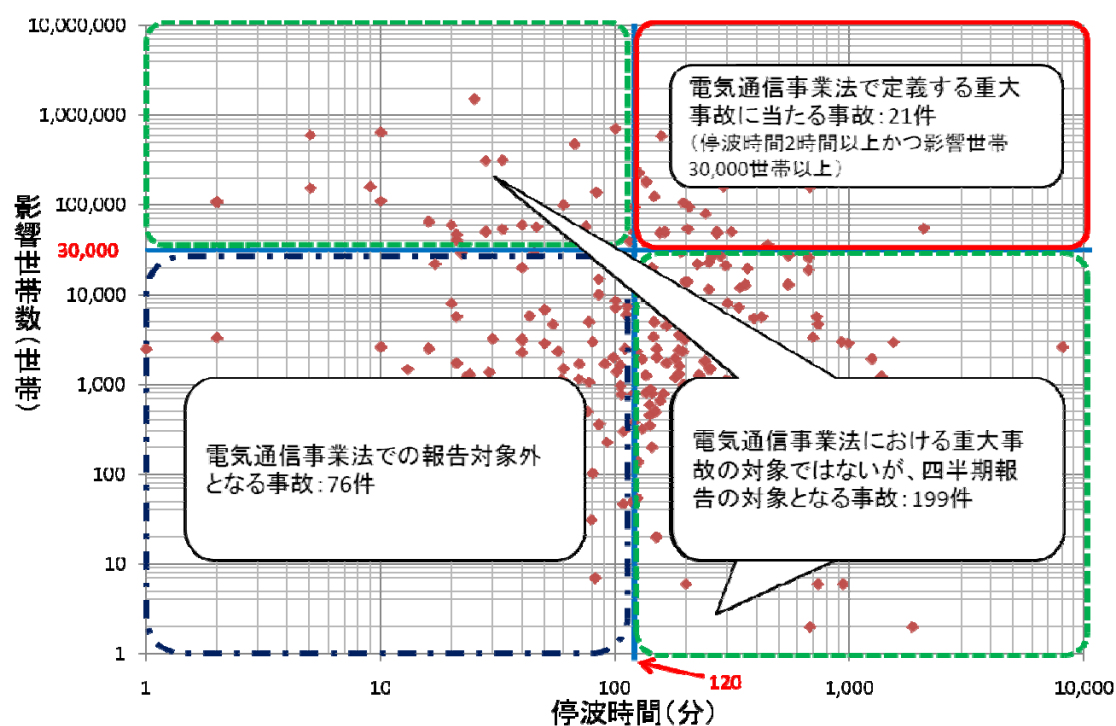 10,000,000
1,000,000
100,000
30,000
10,000
1,000
100
10
1
影響世帯数(世帯)
電気通信事業法で定義する重大
事故に当たる事故:21件
(停波時間2時間以上かつ影響世帯
30,000世帯以上)
電気通信事業法での報告対象外
となる事故:76件
電気通信事業法における重大事
故の対象ではないが、四半期報
告の対象となる事故:199件
1
10
100
120
1,000
10,000
停波時間(分)